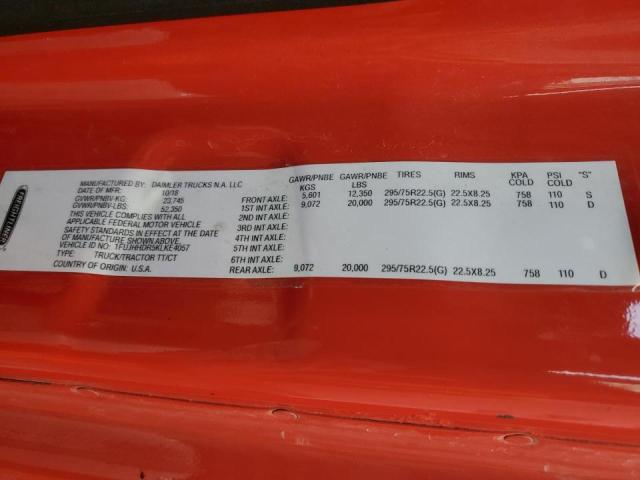 FREIGHTLINER
MANUFACTURED BY: DAIMLER TRUCKS N.A. LLC
DATE OF MFR: 10/18
GVWR/PNBV-KG: 23,745
GVWR/PNBV-LBS: 52,350
THIS VEHICLE COMPLIES WITH ALL
APPLICABLE FEDERAL MOTOR VEHICLE
SAFETY STANDARDS IN EFFECT AT THE DATE
OF MANUFACTURE SHOWN ABOVE
VEHICLE ID NO.: 1FUJHHDR5KLKE4057
TYPE: TRUCK/TRACTOR TT/CT
COUNTRY OF ORIGIN: U.S.A.
GAWR/PNBE GAWR/PNBE TIRES RIMS KPA PSI "S"
KGS LBS COLD COLD
FRONT AXLE: 5,601 12,350 295/75R22.5(G) 22.5X8.25 758 110 S
1ST INT AXLE: 9,072 20,000 295/75R22.5(G) 22.5X8.25 758 110 D
2ND INT AXLE:
3RD INT AXLE:
4TH INT AXLE:
5TH INT AXLE:
6TH INT AXLE:
REAR AXLE: 9,072 20,000 295/75R22.5(G) 22.5X8.25 758 110 D